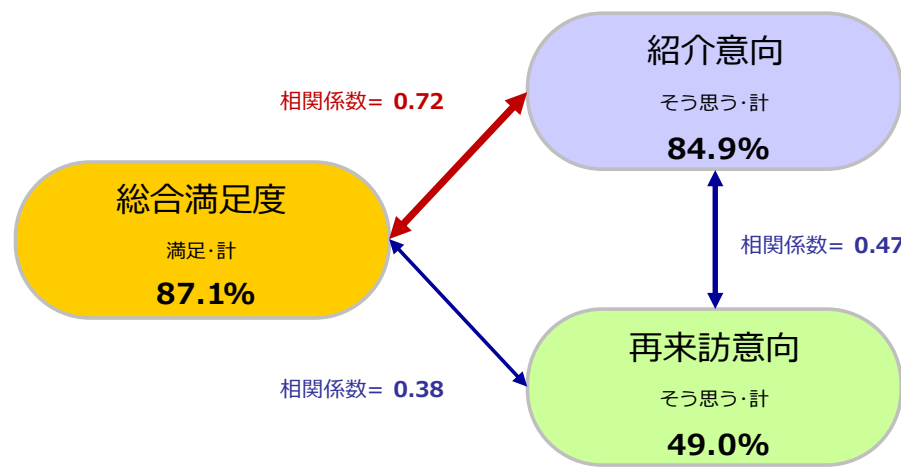 紹介意向
そう思う･計
84.9%
相関係数= 0.72
総合満足度
満足･計
87.1%
相関係数= 0.47
再来訪意向
そう思う･計
49.0%
相関係数= 0.38